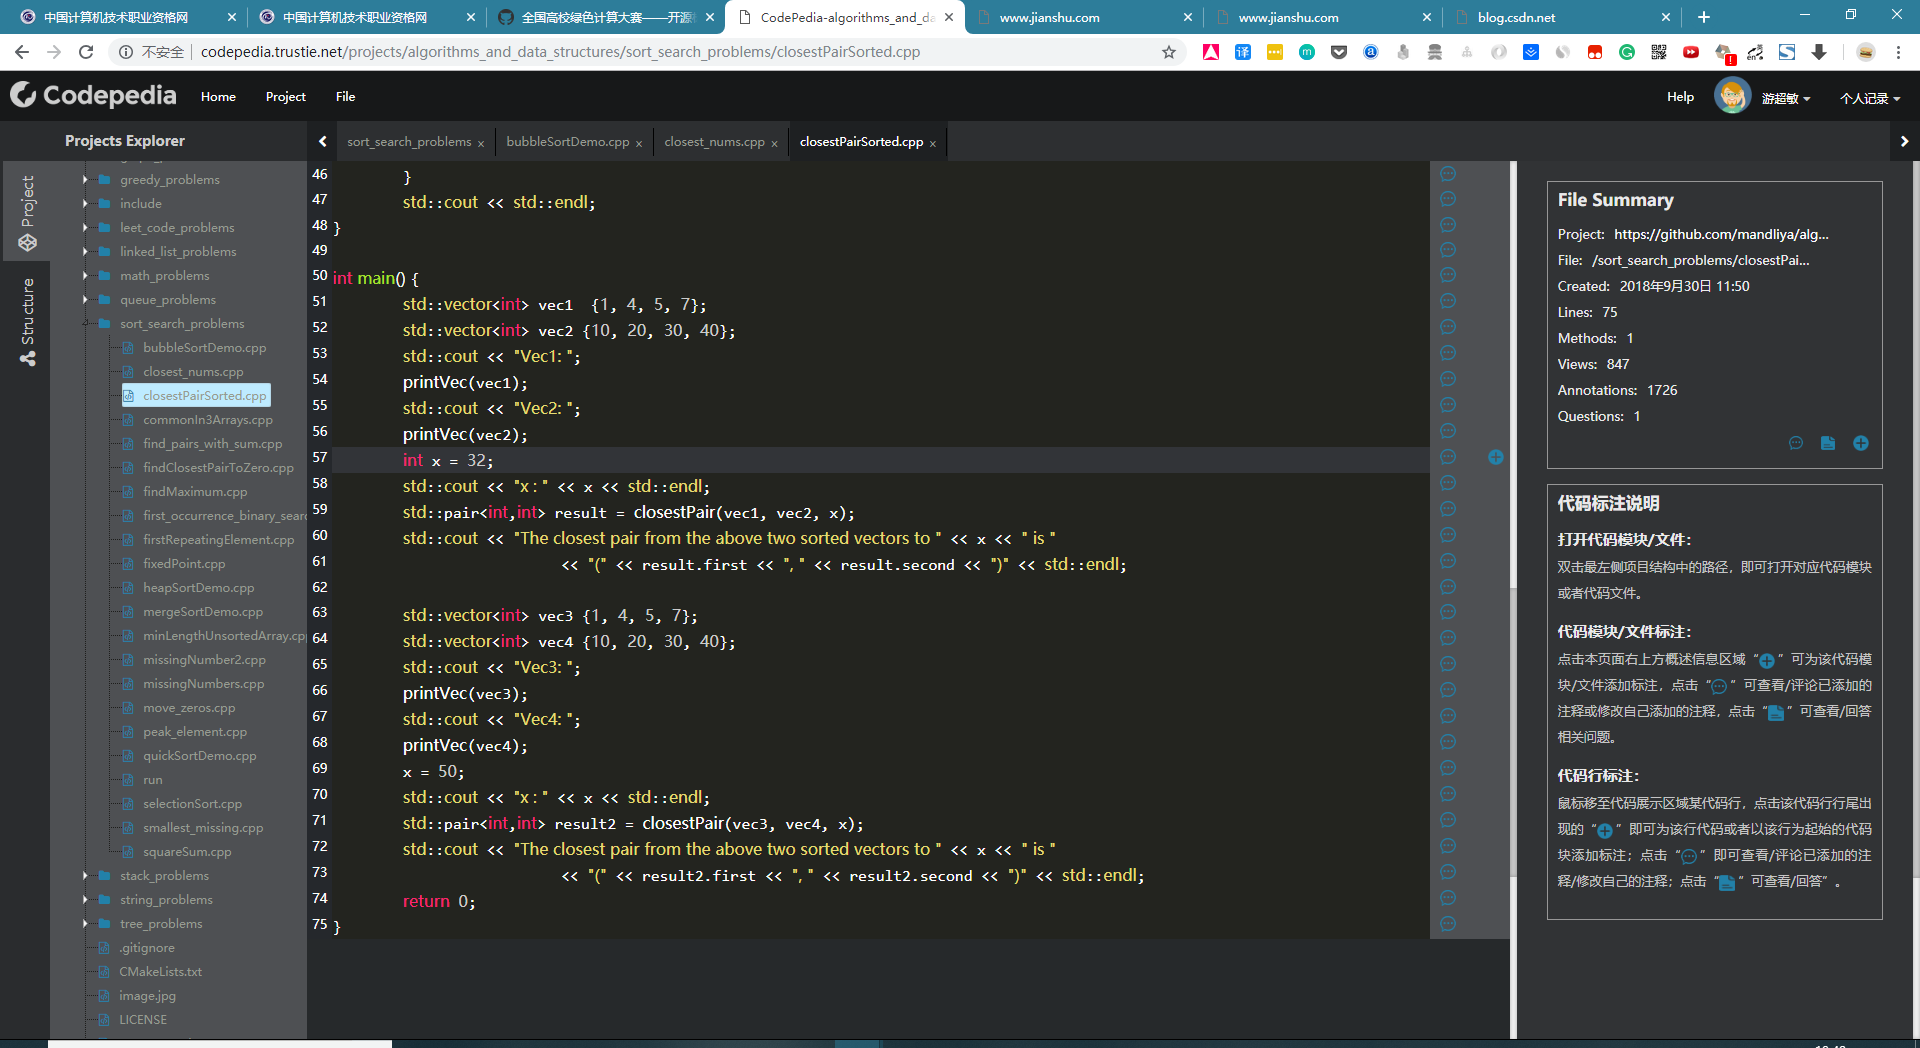 中国计算机技术职业资格网
中国计算机技术职业资格网
全国高校绿色计算大赛——开源
CodePedia-algorithms_and_da
www.jianshu.com
www.jianshu.com
blog.csdn.net
不安全
codepedia.trustie.net/projects/algorithms_and_data_structures/sort_search_problems/closestPairSorted.cpp
Codepedia
Home
Project
File
Help
游超敏
个人记录
Projects Explorer
sort_search_problems ×
bubbleSortDemo.cpp ×
closest_nums.cpp ×
closestPairSorted.cpp ×
Project
Structure
greedy_problems
include
leet_code_problems
linked_list_problems
math_problems
queue_problems
sort_search_problems
bubbleSortDemo.cpp
closest_nums.cpp
closestPairSorted.cpp
commonIn3Arrays.cpp
find_pairs_with_sum.cpp
findClosestPairToZero.cpp
findMaximum.cpp
first_occurrence_binary_sear
firstRepeatingElement.cpp
fixedPoint.cpp
heapSortDemo.cpp
mergeSortDemo.cpp
minLengthUnsortedArray.cp
missingNumber2.cpp
missingNumbers.cpp
move_zeros.cpp
peak_element.cpp
quickSortDemo.cpp
run
selectionSort.cpp
smallest_missing.cpp
squareSum.cpp
stack_problems
string_problems
tree_problems
.gitignore
CMakeLists.txt
image.jpg
LICENSE
46 }
47 std::cout << std::endl;
48 }
49
50 int main() {
51 std::vector<int> vec1 {1, 4, 5, 7};
52 std::vector<int> vec2 {10, 20, 30, 40};
53 std::cout << "Vec1: ";
54 printVec(vec1);
55 std::cout << "Vec2: ";
56 printVec(vec2);
57 int x = 32;
58 std::cout << "x : " << x << std::endl;
59 std::pair<int,int> result = closestPair(vec1, vec2, x);
60 std::cout << "The closest pair from the above two sorted vectors to " << x << " is "
61 << "(" << result.first << ", " << result.second << ")" << std::endl;
62
63 std::vector<int> vec3 {1, 4, 5, 7};
64 std::vector<int> vec4 {10, 20, 30, 40};
65 std::cout << "Vec3: ";
66 printVec(vec3);
67 std::cout << "Vec4: ";
68 printVec(vec4);
69 x = 50;
70 std::cout << "x : " << x << std::endl;
71 std::pair<int,int> result2 = closestPair(vec3, vec4, x);
72 std::cout << "The closest pair from the above two sorted vectors to " << x << " is "
73 << "(" << result2.first << ", " << result2.second << ")" << std::endl;
74 return 0;
75 }
File Summary
Project: https://github.com/mandliya/alg...
File: /sort_search_problems/closestPai...
Created: 2018年9月30日 11:50
Lines: 75
Methods: 1
Views: 847
Annotations: 1726
Questions: 1
代码标注说明
打开代码模块/文件：
双击最左侧项目结构中的路径，即可打开对应代码模块
或者代码文件。
代码模块/文件标注：
点击本页面右上方概述信息区域“ ”可为该代码模
块/文件添加标注，点击“ ”可查看/评论已添加的
注释或修改自己添加的注释，点击“ ”可查看/回答
相关问题。
代码行标注：
鼠标移至代码展示区域某代码行，点击该代码行行尾出
现的“ ”即可为该行代码或者以该行为起始的代码
块添加标注；点击“ ”即可查看/评论已添加的注
释/修改自己的注释；点击“ ”可查看/回答”。